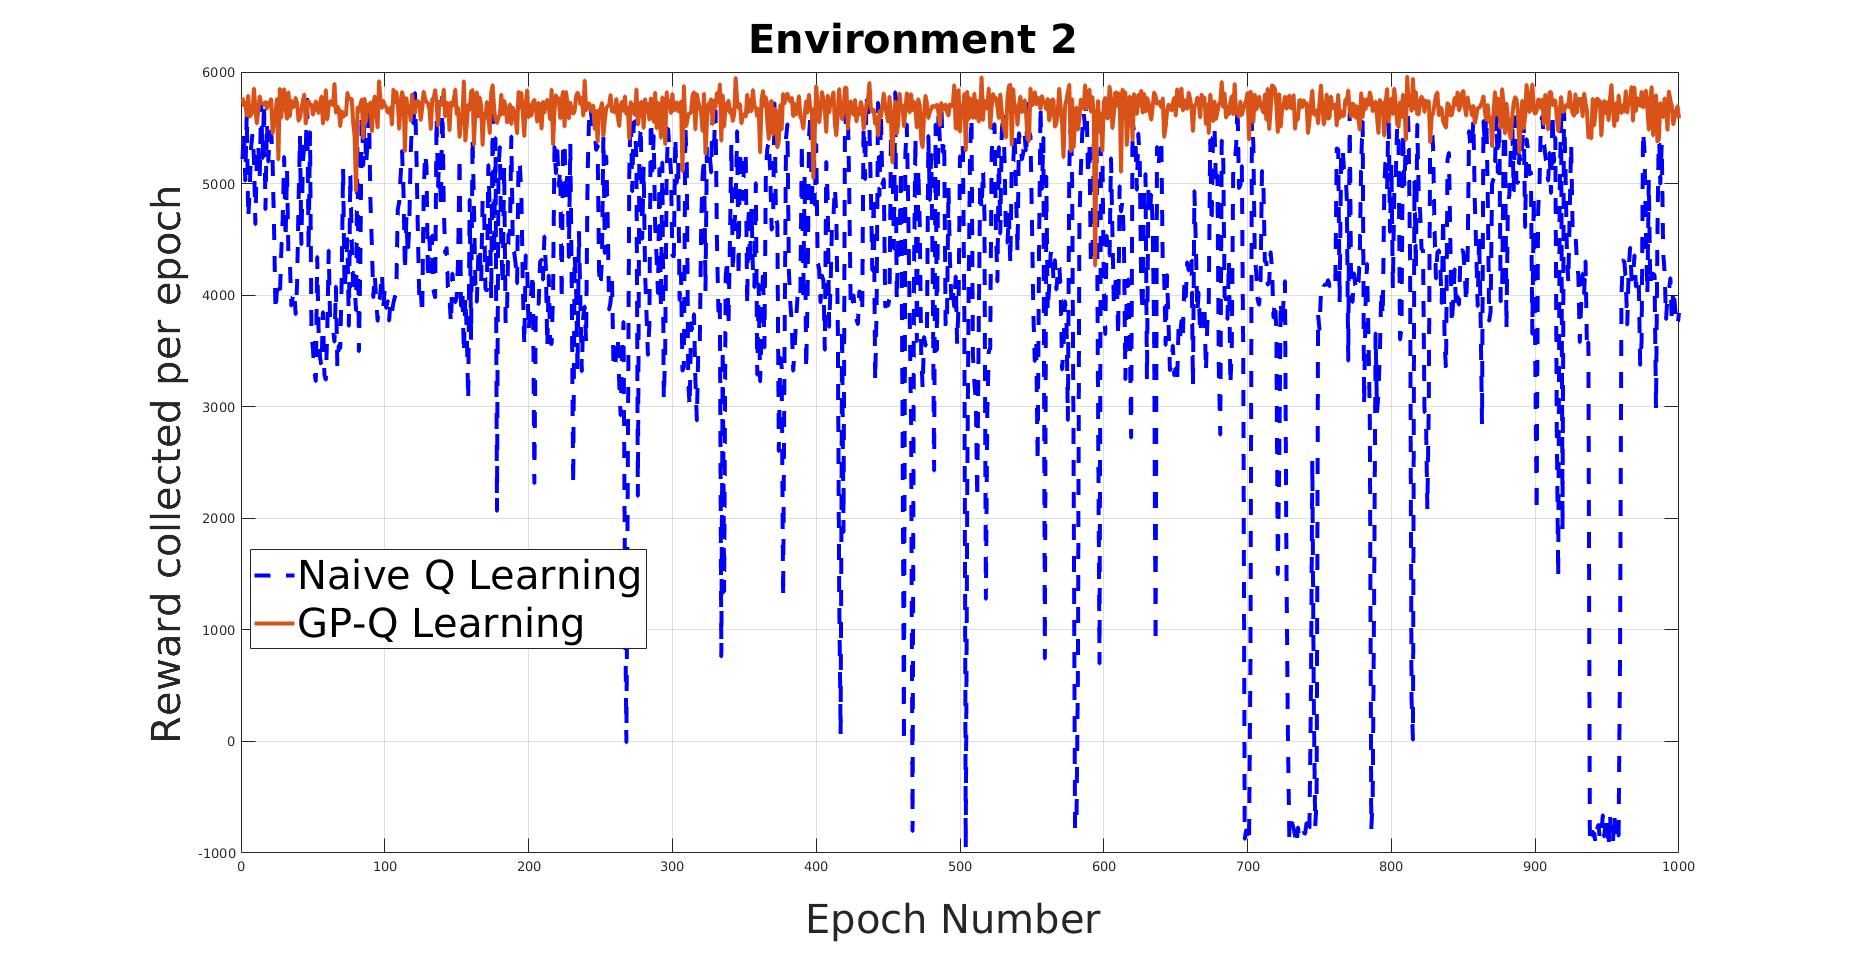 Environment 2
Reward collected per epoch
6000
5000
4000
3000
2000
1000
0
-1000
Naive Q Learning
GP-Q Learning
0 100 200 300 400 500 600 700 800 900 1000
Epoch Number